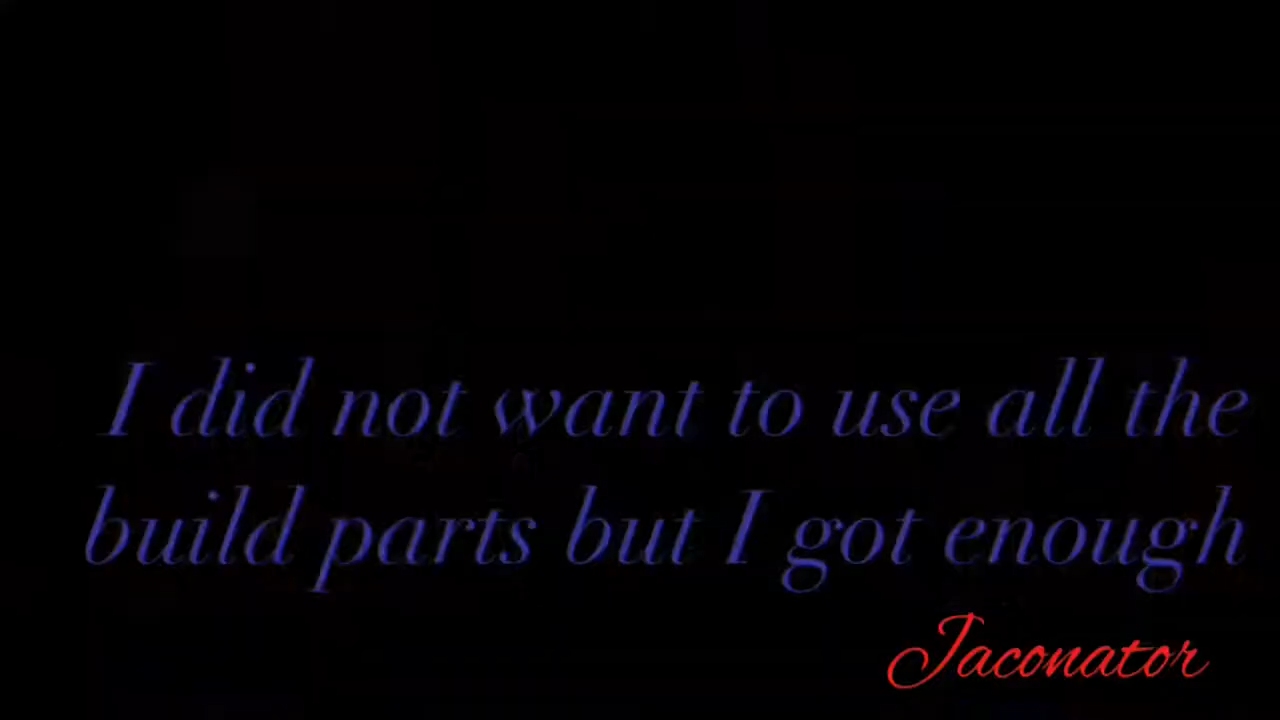 I did not want to use all the
build parts but I got enough
Jaconator